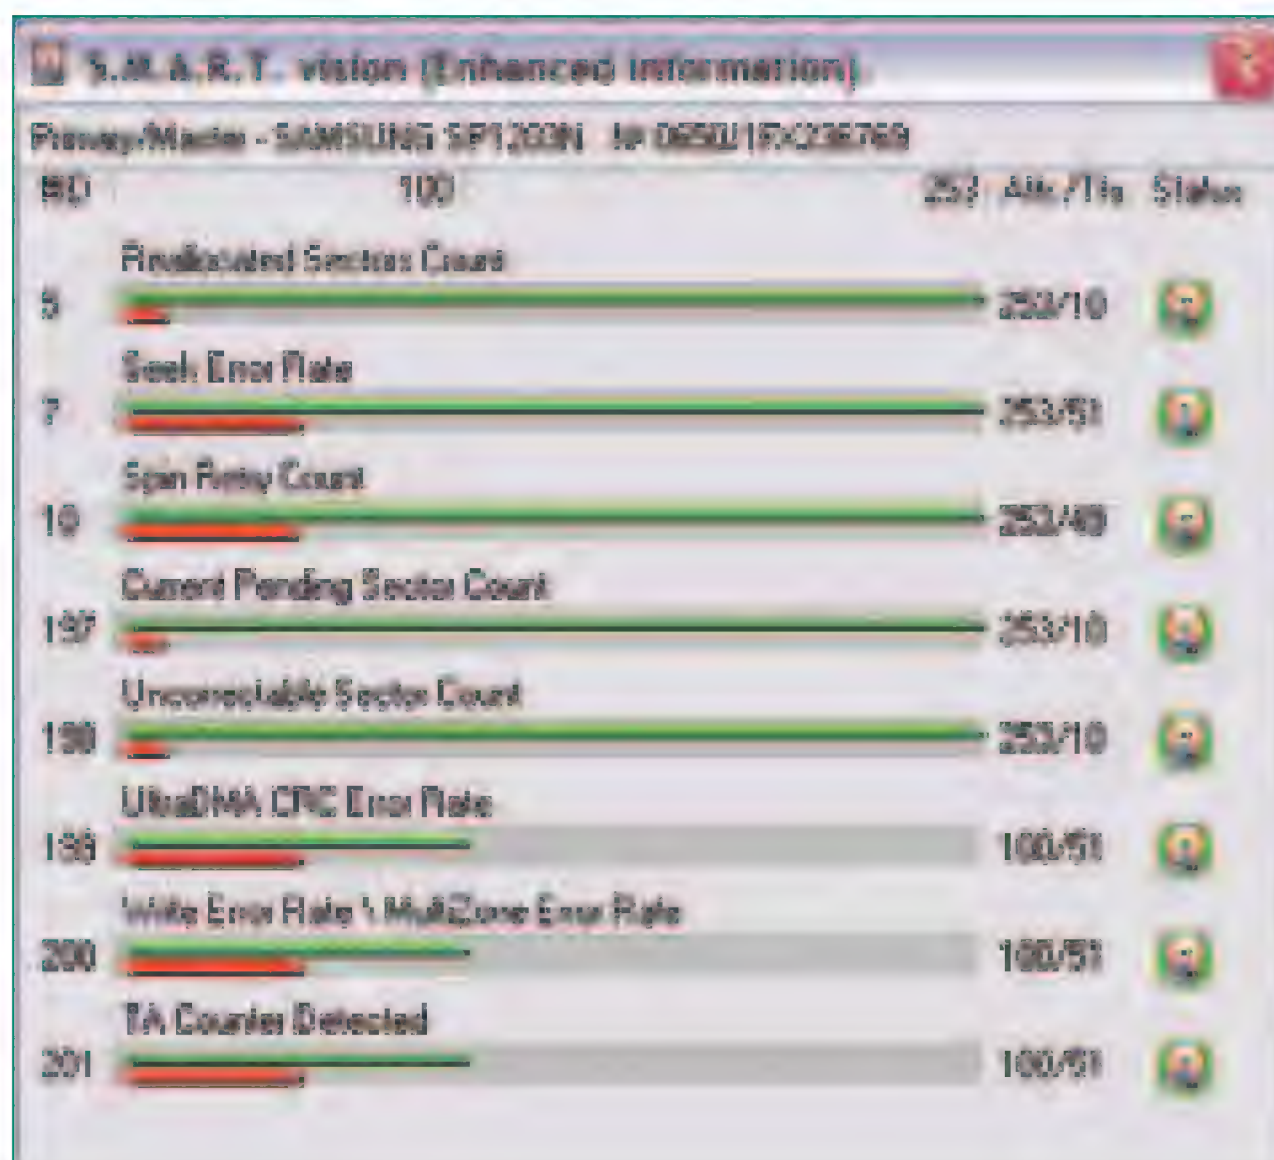 S.M.A.R.T. vision (Enhanced Information)
Primary/Master - SAMSUNG SP1203N
100 253 Attr./Trs Status
Reallocated Sectors Count
5 253/10
Seek Error Rate
7 253/51
Spin Retry Count
10 253/49
Current Pending Sector Count
197 253/10
Uncorrectable Sector Count
198 253/10
UltraDMA CRC Error Rate
199 100/51
Write Error Rate \ MultiZone Error Rate
200 100/51
TA Counter Detected
201 100/51